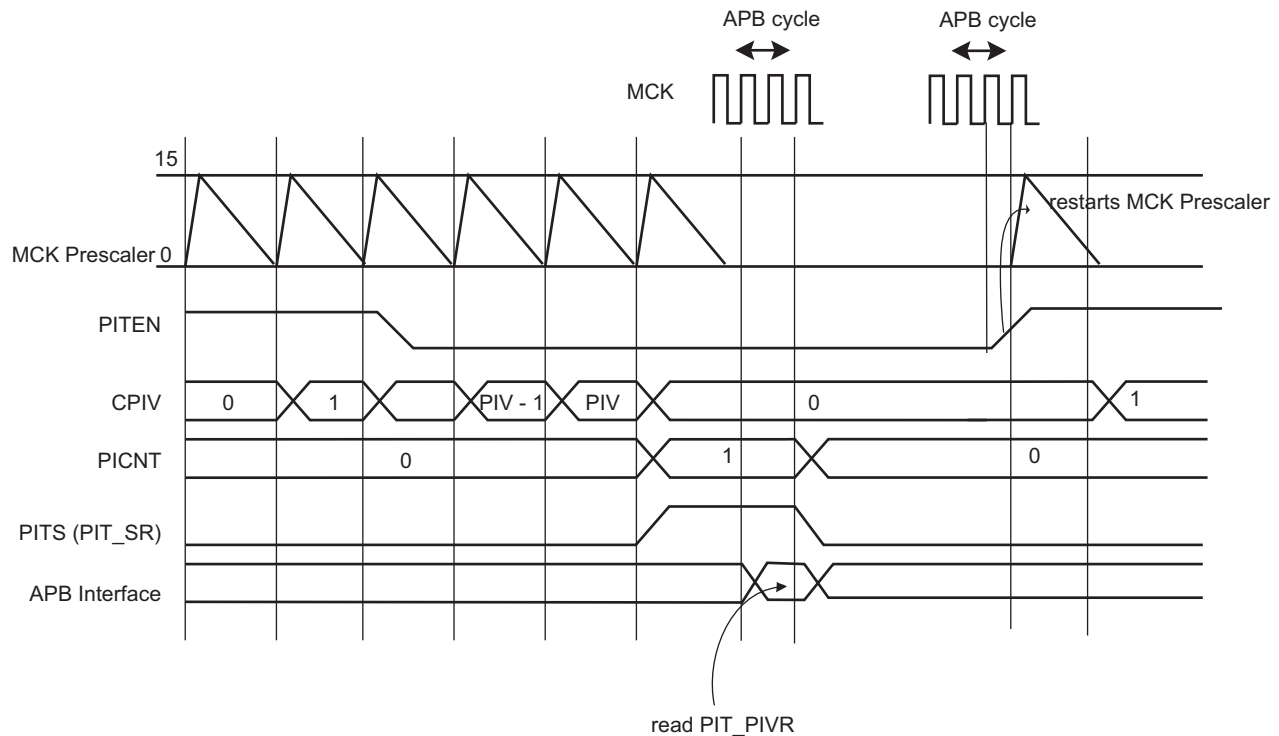 APB cycle APB cycle
MCK
15
restarts MCK Prescaler
MCK Prescaler 0
PITEN
CPIV 0 1 PIV - 1 PIV 0 1
PICNT 0 1 0
PITS (PIT_SR)
APB Interface
read PIT_PIVR